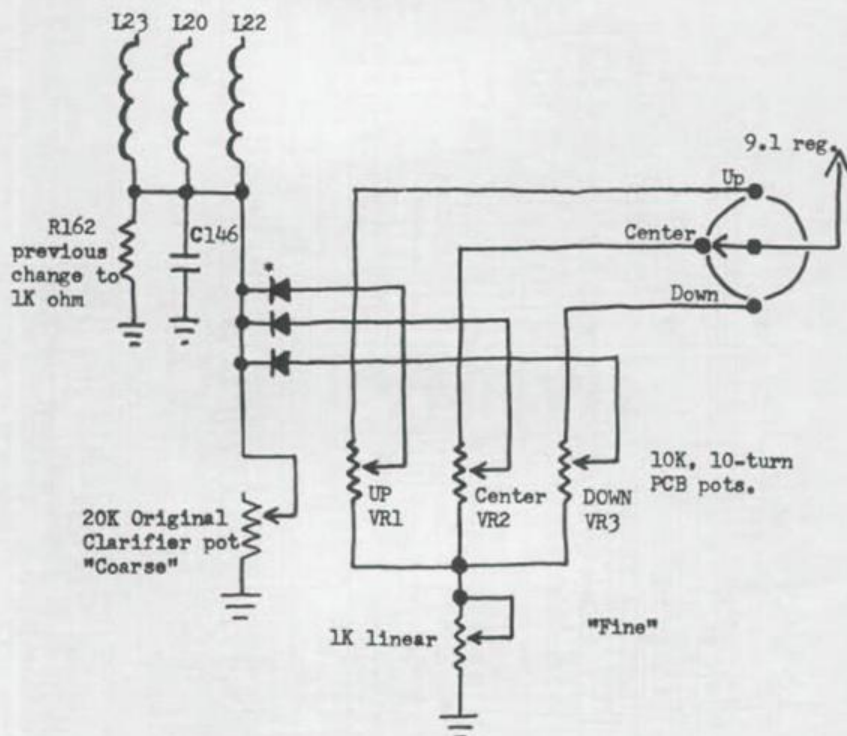 L23 L20 L22
9.1 reg.
Up
R162
previous
change to
1K ohm
C146
Center
*
Down
20K Original
Clarifier pot
"Coarse"
UP
VR1
Center
VR2
DOWN
VR3
10K, 10-turn
PCB pots.
1K linear
"Fine"